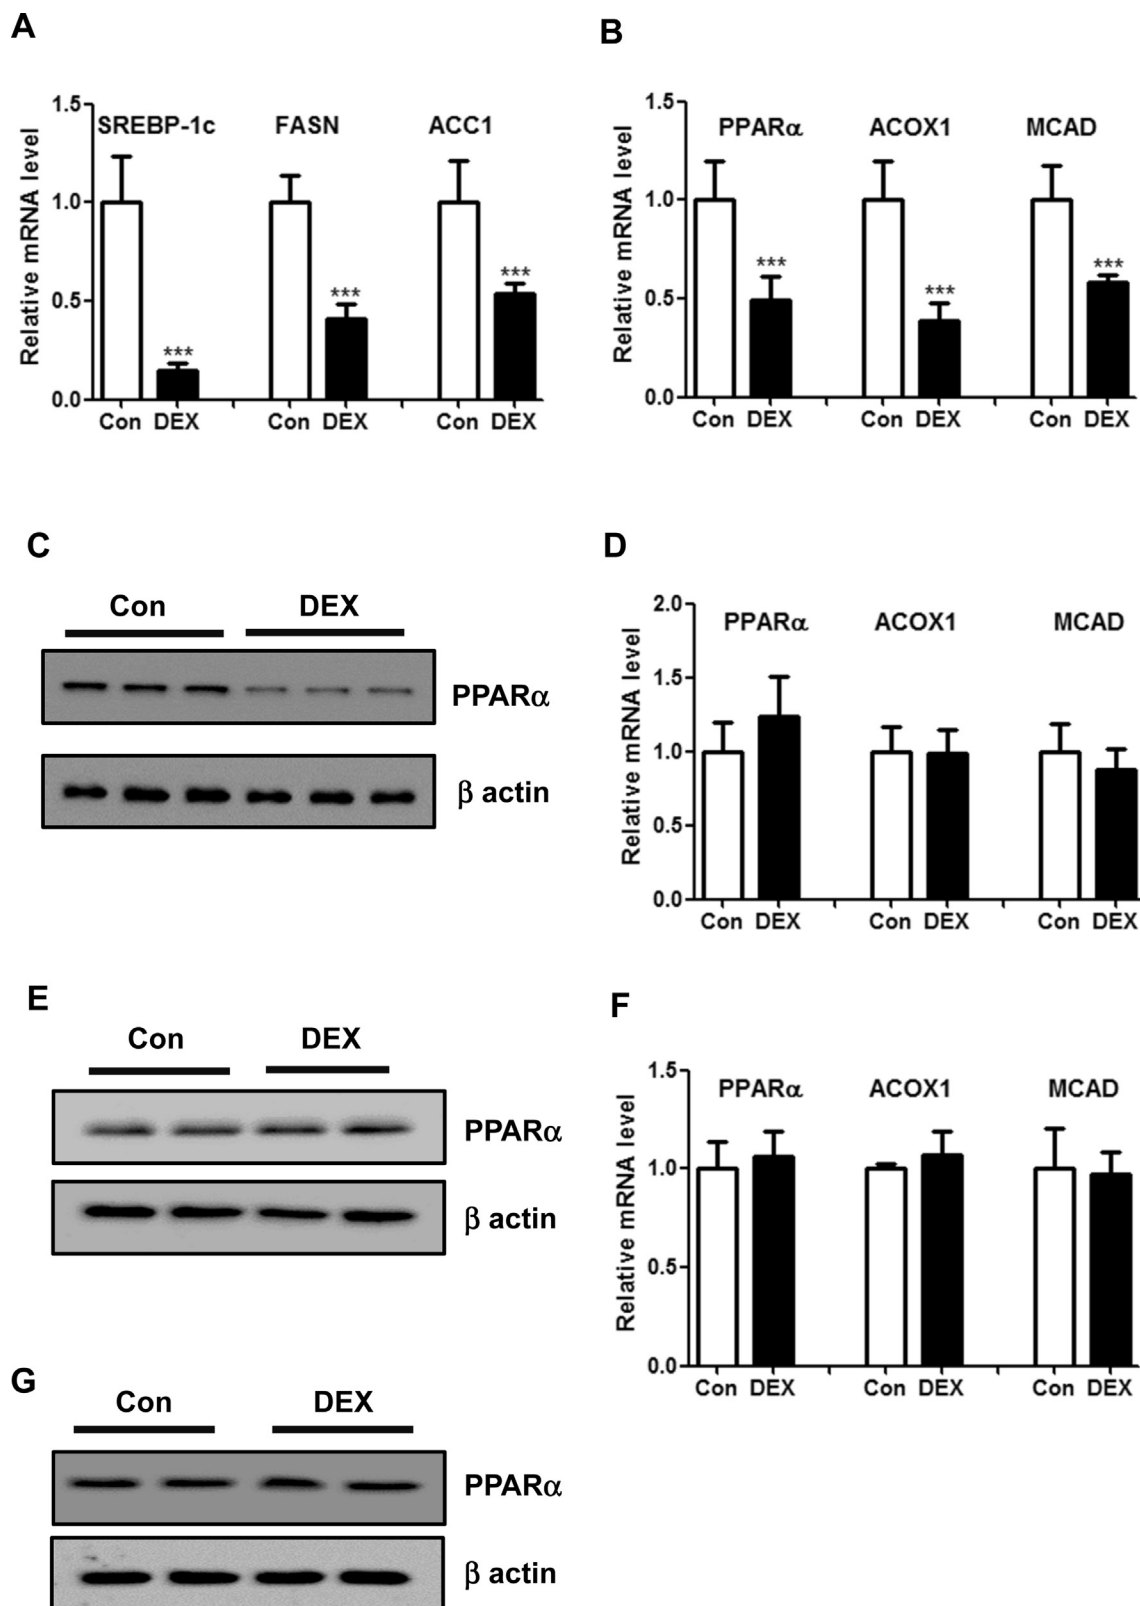 A
Relative mRNA level
1.5
1.0
0.5
0.0
SREBP-1c FASN ACC1
*** *** ***
Con DEX Con DEX Con DEX
B
Relative mRNA level
1.5
1.0
0.5
0.0
PPARα ACOX1 MCAD
*** *** ***
Con DEX Con DEX Con DEX
C
Con DEX
PPARα
β actin
D
Relative mRNA level
2.0
1.5
1.0
0.5
0.0
PPARα ACOX1 MCAD
Con DEX Con DEX Con DEX
E
Con DEX
PPARα
β actin
F
Relative mRNA level
1.5
1.0
0.5
0.0
PPARα ACOX1 MCAD
Con DEX Con DEX Con DEX
G
Con DEX
PPARα
β actin